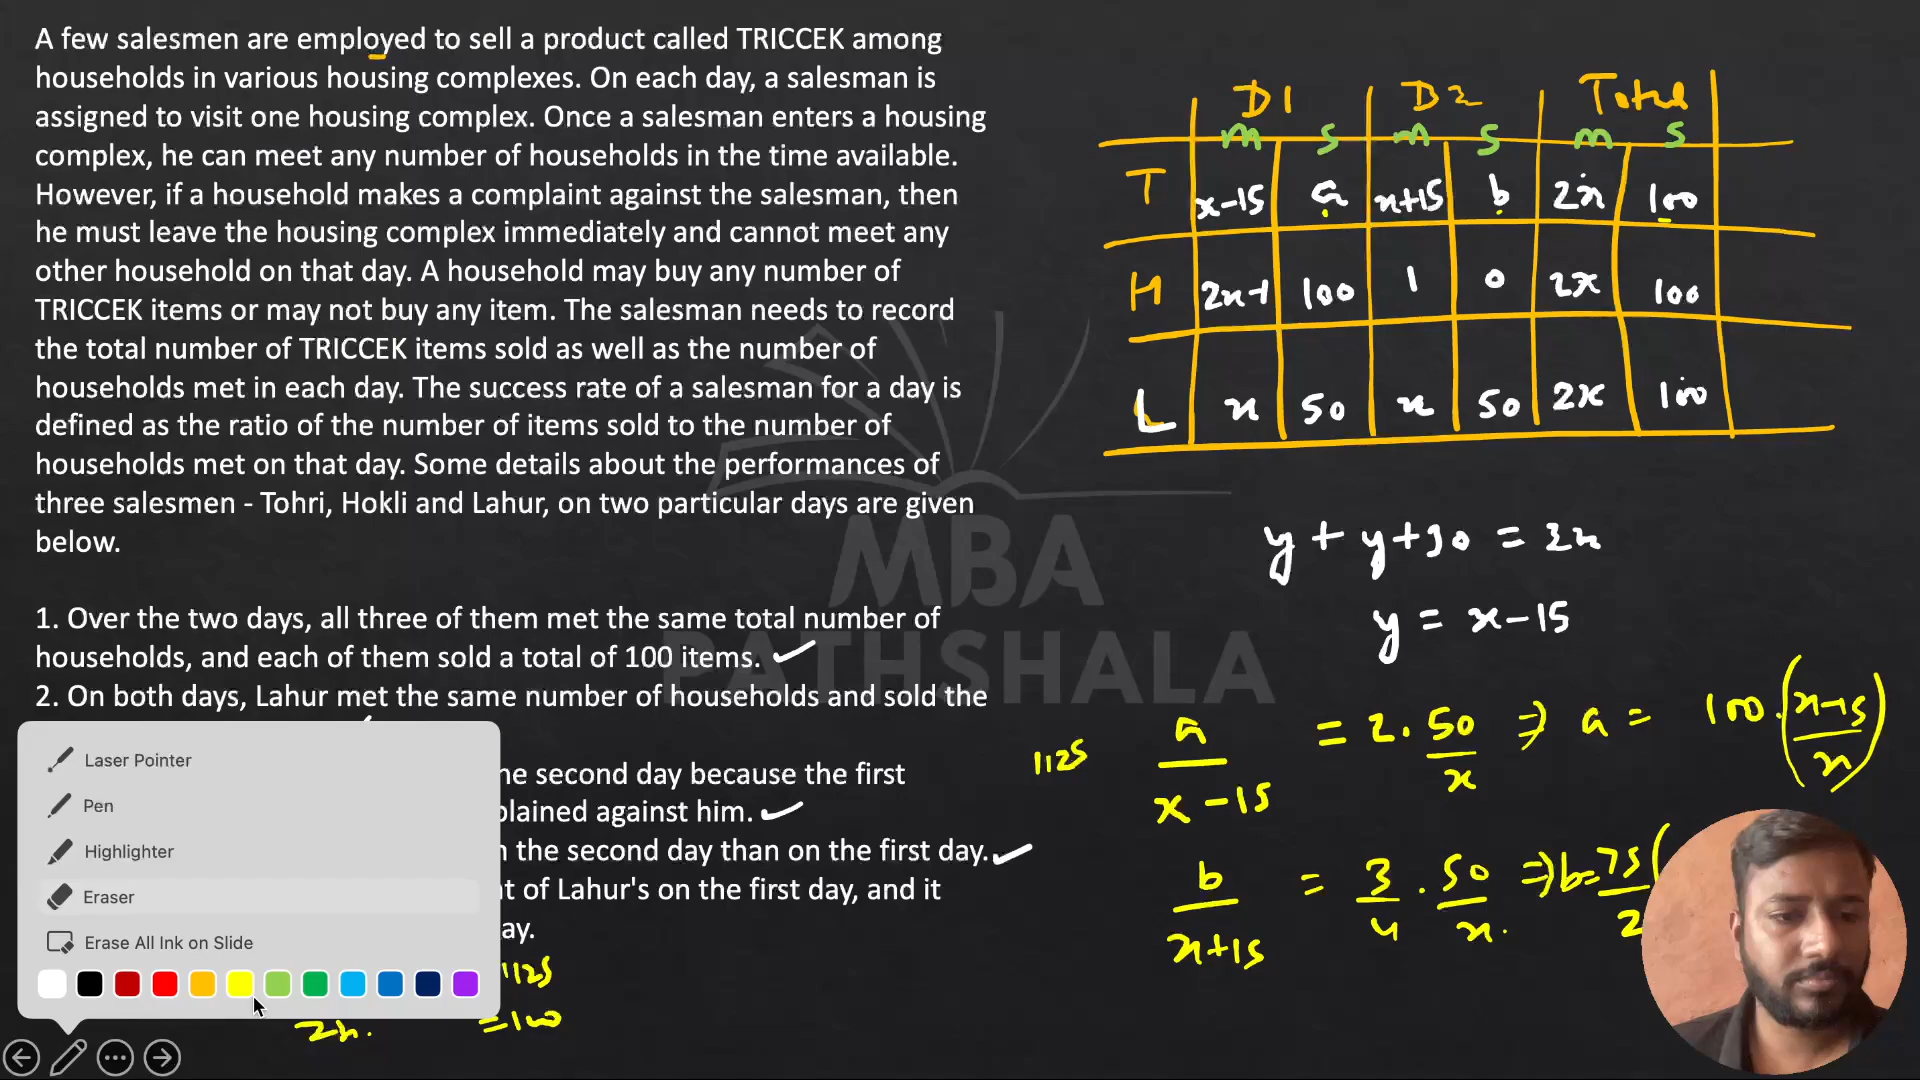 A few salesmen are employed to sell a product called TRICCEK among
households in various housing complexes. On each day, a salesman is
assigned to visit one housing complex. Once a salesman enters a housing
complex, he can meet any number of households in the time available.
However, if a household makes a complaint against the salesman, then
he must leave the housing complex immediately and cannot meet any
other household on that day. A household may buy any number of
TRICCEK items or may not buy any item. The salesman needs to record
the total number of TRICCEK items sold as well as the number of
households met in each day. The success rate of a salesman for a day is
defined as the ratio of the number of items sold to the number of
households met on that day. Some details about the performances of
three salesmen - Tohri, Hokli and Lahur, on two particular days are given
below.
1. Over the two days, all three of them met the same total number of
households, and each of them sold a total of 100 items.
2. On both days, Lahur met the same number of households and sold the
he second day because the first
plained against him.
n the second day than on the first day.
t of Lahur's on the first day, and it
ay.
1125
2x.
=100
Laser Pointer
Pen
Highlighter
Eraser
Erase All Ink on Slide
D1 D2 Total
m s m s m s
T x-15 a x+15 b 2x 100
H 2x-1 100 1 0 2x 100
L x 50 x 50 2x 100
y + y+30 = 2x
y = x-15
1125 a/(x-15) = 2. 50/x ⇒ a = 100.(x-15/x)
b/(x+15) = 3/4 . 50/x. ⇒ b= 75/2 (
MBA
PATHSHALA